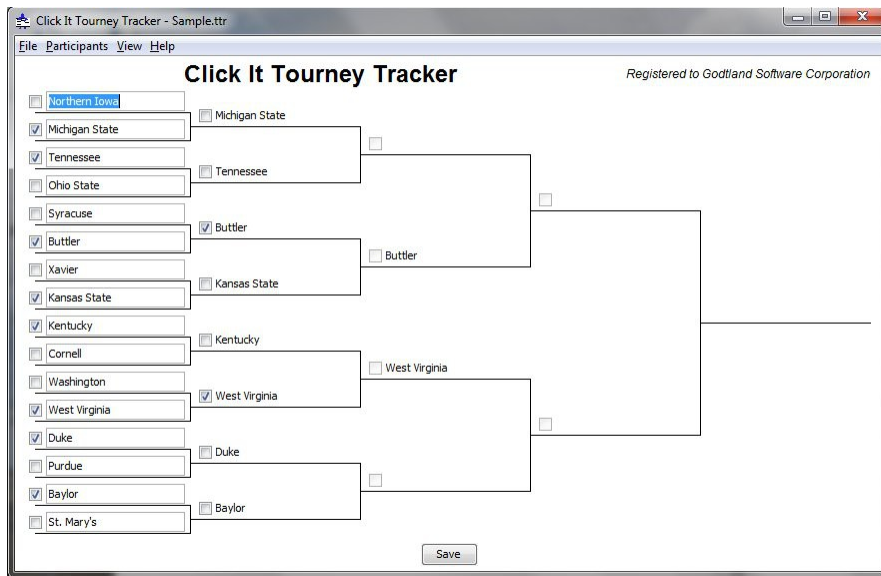 Click It Tourney Tracker - Sample.ttr
File Participants View Help
Click It Tourney Tracker
Registered to Godtland Software Corporation
Northern Iowa
Michigan State
Tennessee
Ohio State
Syracuse
Buttler
Xavier
Kansas State
Kentucky
Cornell
Washington
West Virginia
Duke
Purdue
Baylor
St. Mary's
Michigan State
Tennessee
Buttler
Kansas State
Kentucky
West Virginia
Duke
Baylor
Buttler
West Virginia
Save